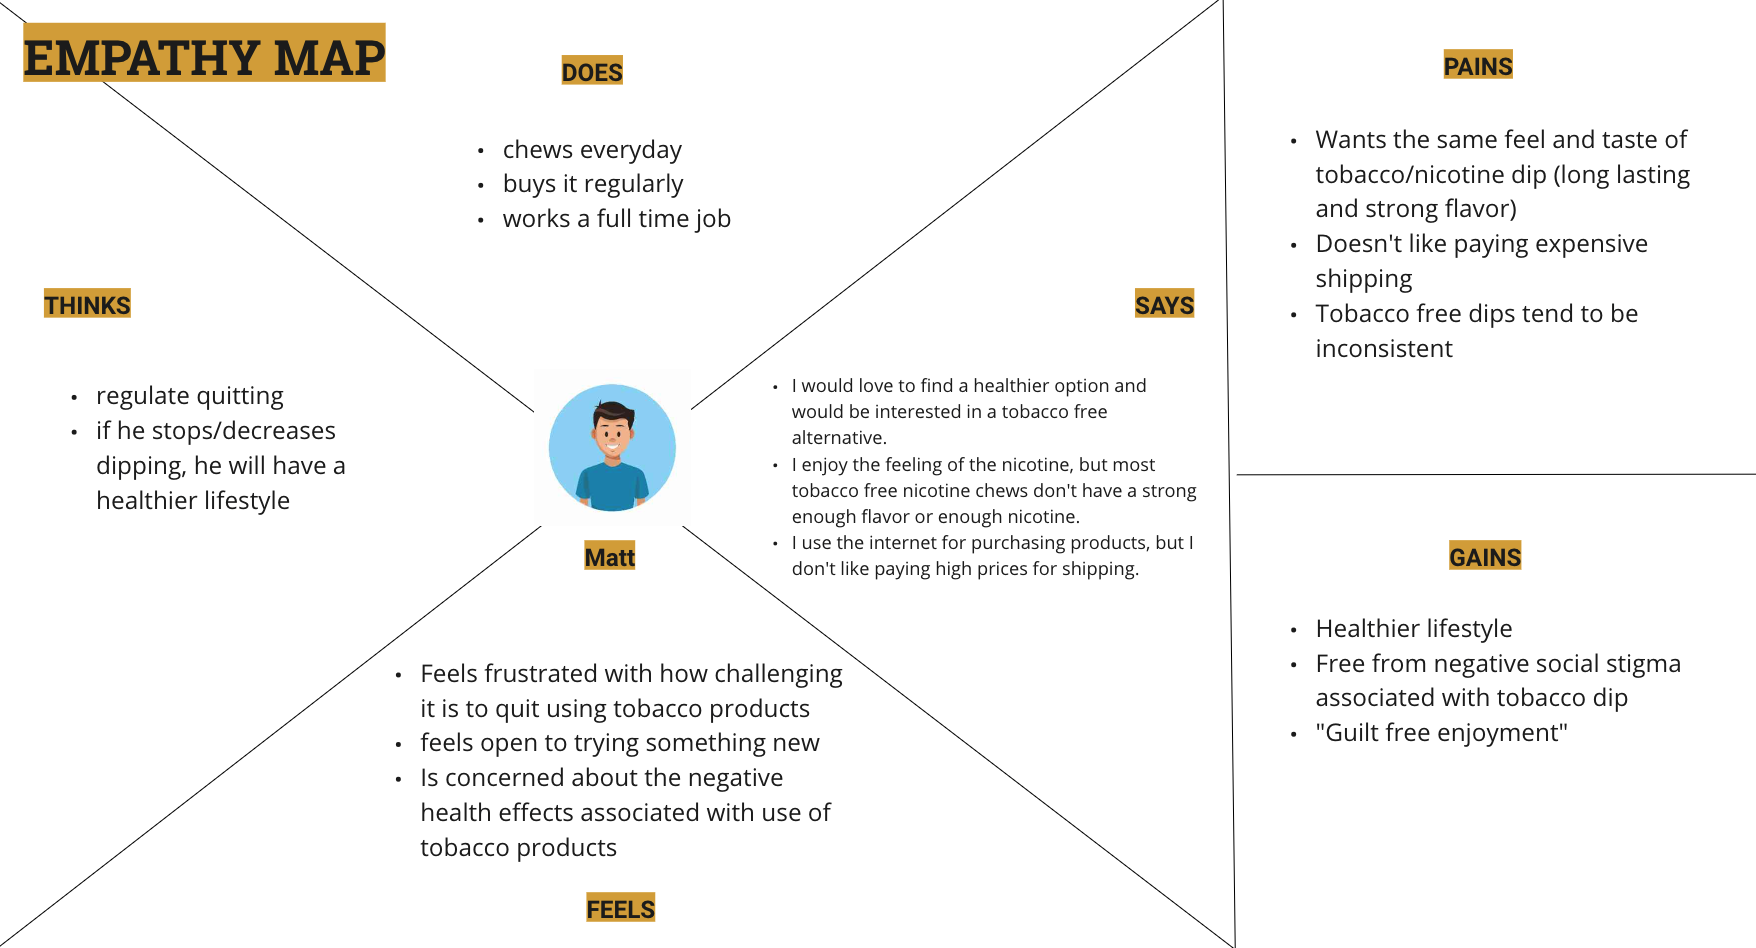 EMPATHY MAP
DOES
• chews everyday
• buys it regularly
• works a full time job
THINKS
• regulate quitting
• if he stops/decreases
dipping, he will have a
healthier lifestyle
SAYS
• I would love to find a healthier option and
would be interested in a tobacco free
alternative.
• I enjoy the feeling of the nicotine, but most
tobacco free nicotine chews don't have a strong
enough flavor or enough nicotine.
• I use the internet for purchasing products, but I
don't like paying high prices for shipping.
Matt
• Feels frustrated with how challenging
it is to quit using tobacco products
• feels open to trying something new
• Is concerned about the negative
health effects associated with use of
tobacco products
FEELS
PAINS
• Wants the same feel and taste of
tobacco/nicotine dip (long lasting
and strong flavor)
• Doesn't like paying expensive
shipping
• Tobacco free dips tend to be
inconsistent
GAINS
• Healthier lifestyle
• Free from negative social stigma
associated with tobacco dip
• "Guilt free enjoyment"